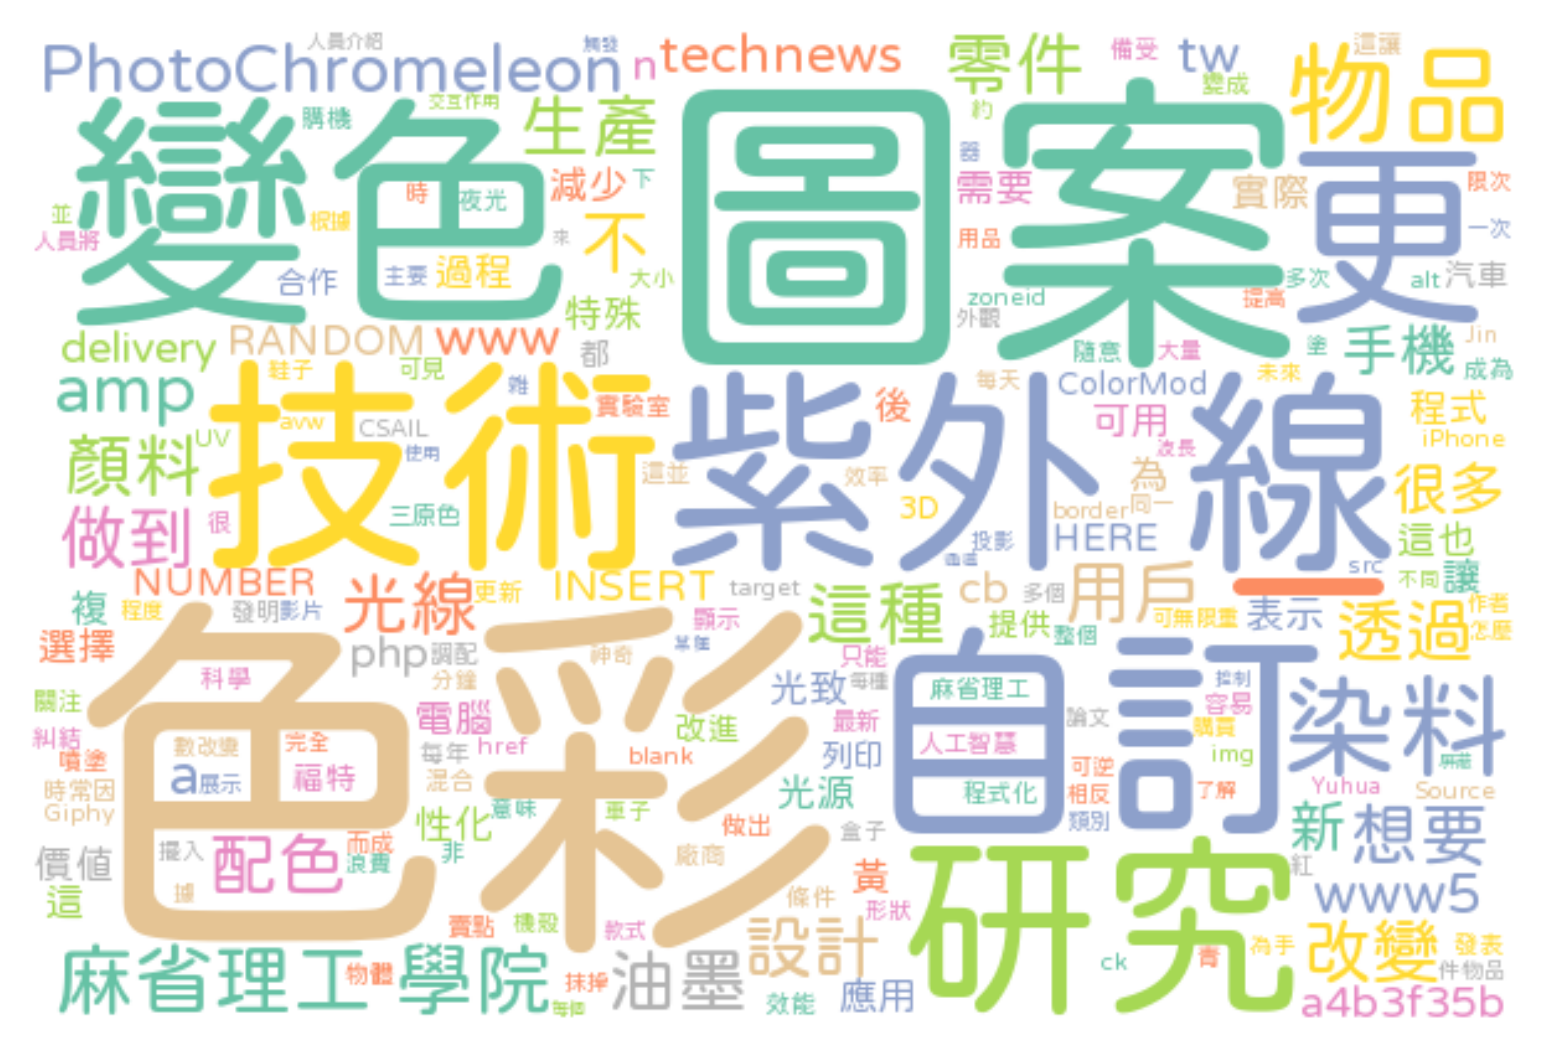 人員介紹 觸發 這讓
PhotoChromeleon n technews 零件 備受 tw 物品
變色 購機 交互作用 生產 圖案 約 變成
時 夜光 減少 下 器 需要 實際 更 限次
並 人員將 根據 來 不 用品 一次
合作 主要 過程 大小 特殊 zoneid 外觀 提高 多次 alt 汽車
delivery RANDOM www 都 隨意 大量 塗 手機 Jin 成為
amp 鞋子 可見 雜 實驗室 後 每天 ColorMod 未來
技術 紫外線 avw CSAIL UV 使用 可用 程式 iPhone
顏料 這並 效率 波長 為 很多
做到 很 三原色 3D border 同一 投影 HERE 這也
NUMBER 光線 更新 INSERT target cb 多個 用戶 一 src 不同 讓
複 程度 發明 影片 顯示 這種 提供 整個 可無限重 表示 透過 作者 怎麼
選擇 色彩 php 調配 神奇 只能 自訂
關注 科學 分鐘 光致 每種 麻省理工 控制 染料
糾結 噴塗 數改變 完全 電腦 每年 href 改進 最新 論文 容易 購買
a 展示 福特 混合 blank 列印 人工智慧 可逆 img 屏蔽
時常因 Giphy 性化 意味 車子 光源 程式化 相反 了解 Yuhua Source
價值 擺入 配色 而成 浪費 非 做出 盒子 類別 新 想要
這 據 廠商 黃 研究 紅 www5
賣點 機殼 款式 條件 形狀 設計
麻省理工 物體 學院 抹掉 每個 油墨 效能 應用 ck 青 為手 改變 發表 件物品
a4b3f35b